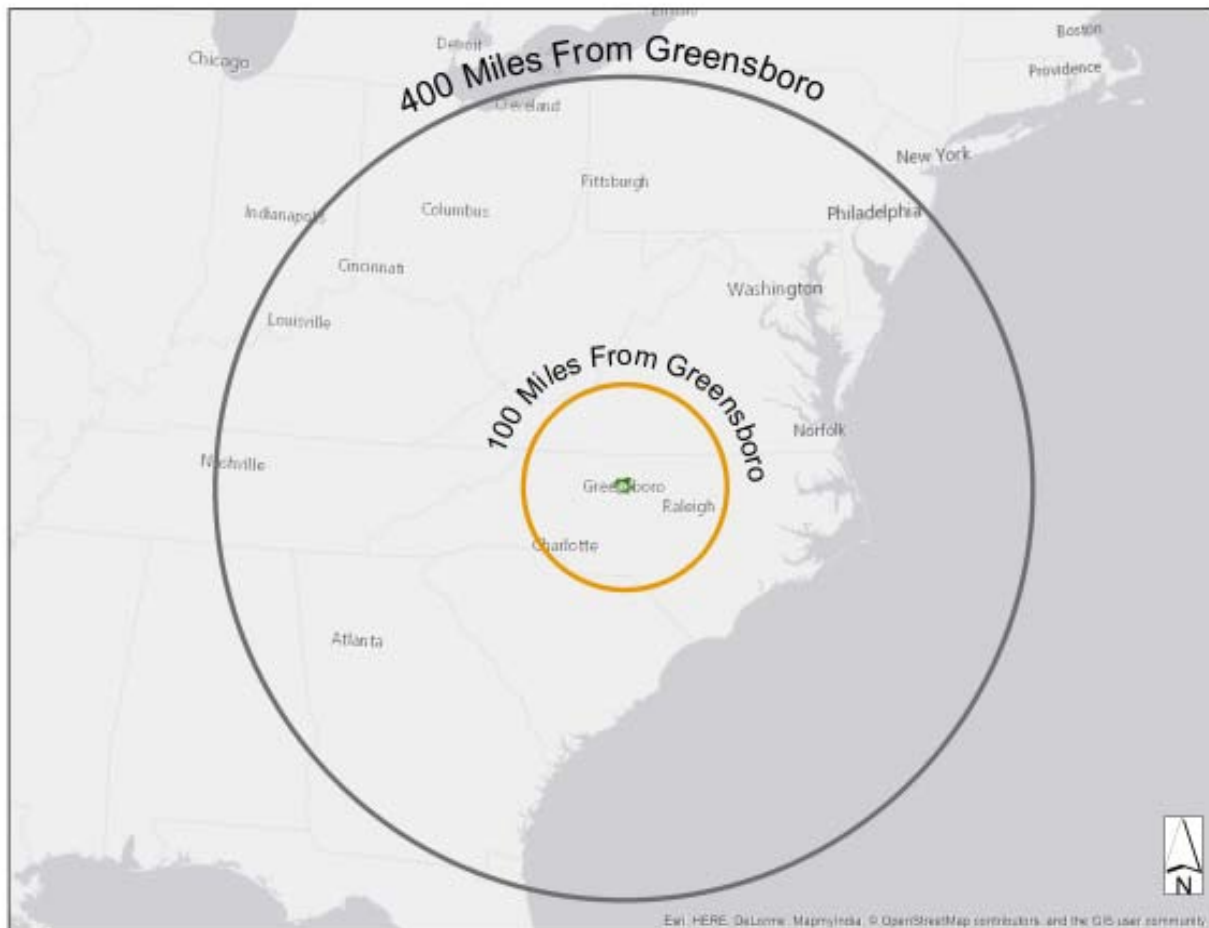 Boston
Detroit
Chicago
400 Miles From Greensboro
Providence
Cleveland
New York
Pittsburgh
Columbus
Philadelphia
Indianapolis
Cincinnati
Washington
Louisville
100 Miles From Greensboro
Norfolk
Nashville
Greensboro
Raleigh
Charlotte
Atlanta
N
Esri, HERE, DeLorme, MapmyIndia, © OpenStreetMap contributors, and the GIS user community